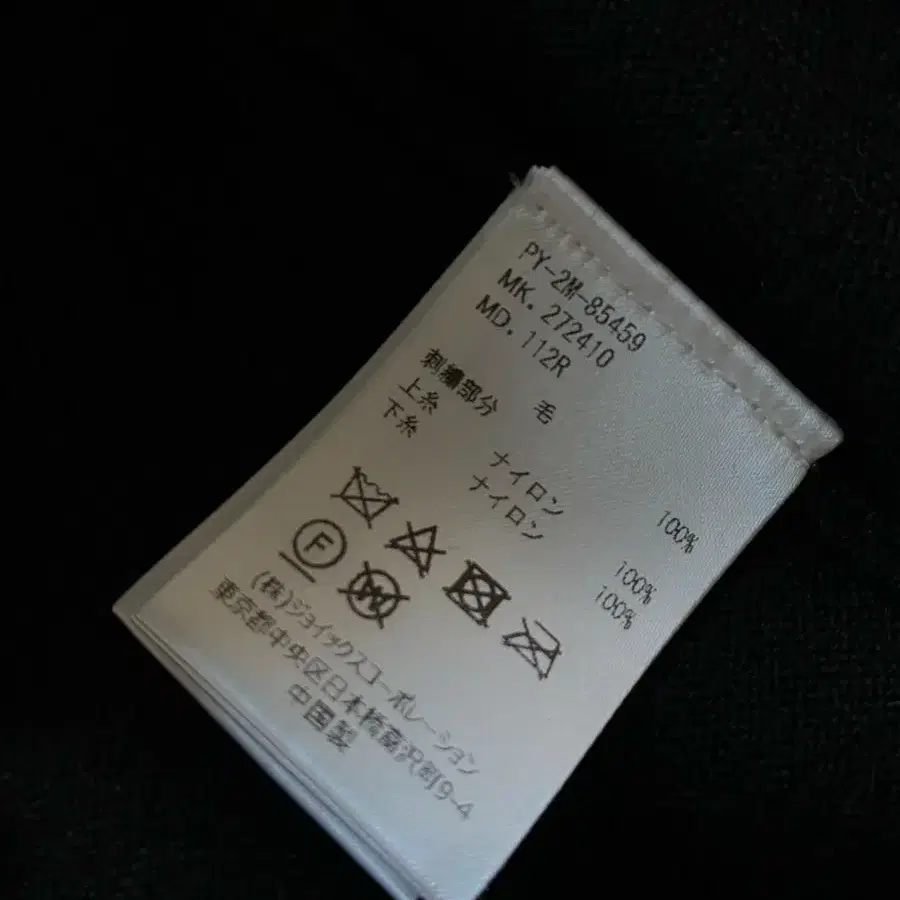 PY-2M-85459
MK. 272410
MD. 112R
毛 100%
刺繍部分
上糸 ナイロン 100%
下糸 ナイロン 100%
F
W
(株)ジョイックスコーポレーション
東京都中央区日本橋富沢町9-4
中国製